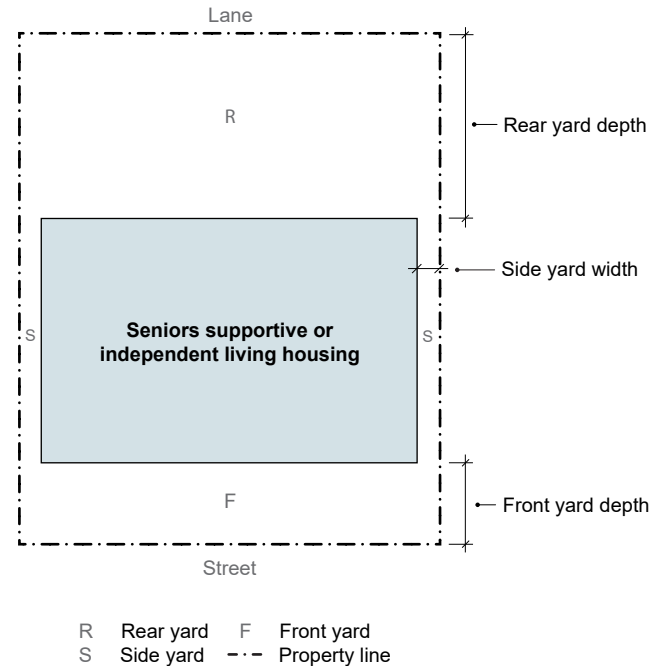 Lane
R
Rear yard depth
Side yard width
Seniors supportive or
independent living housing
S
S
F
Front yard depth
Street
R Rear yard F Front yard
S Side yard Property line